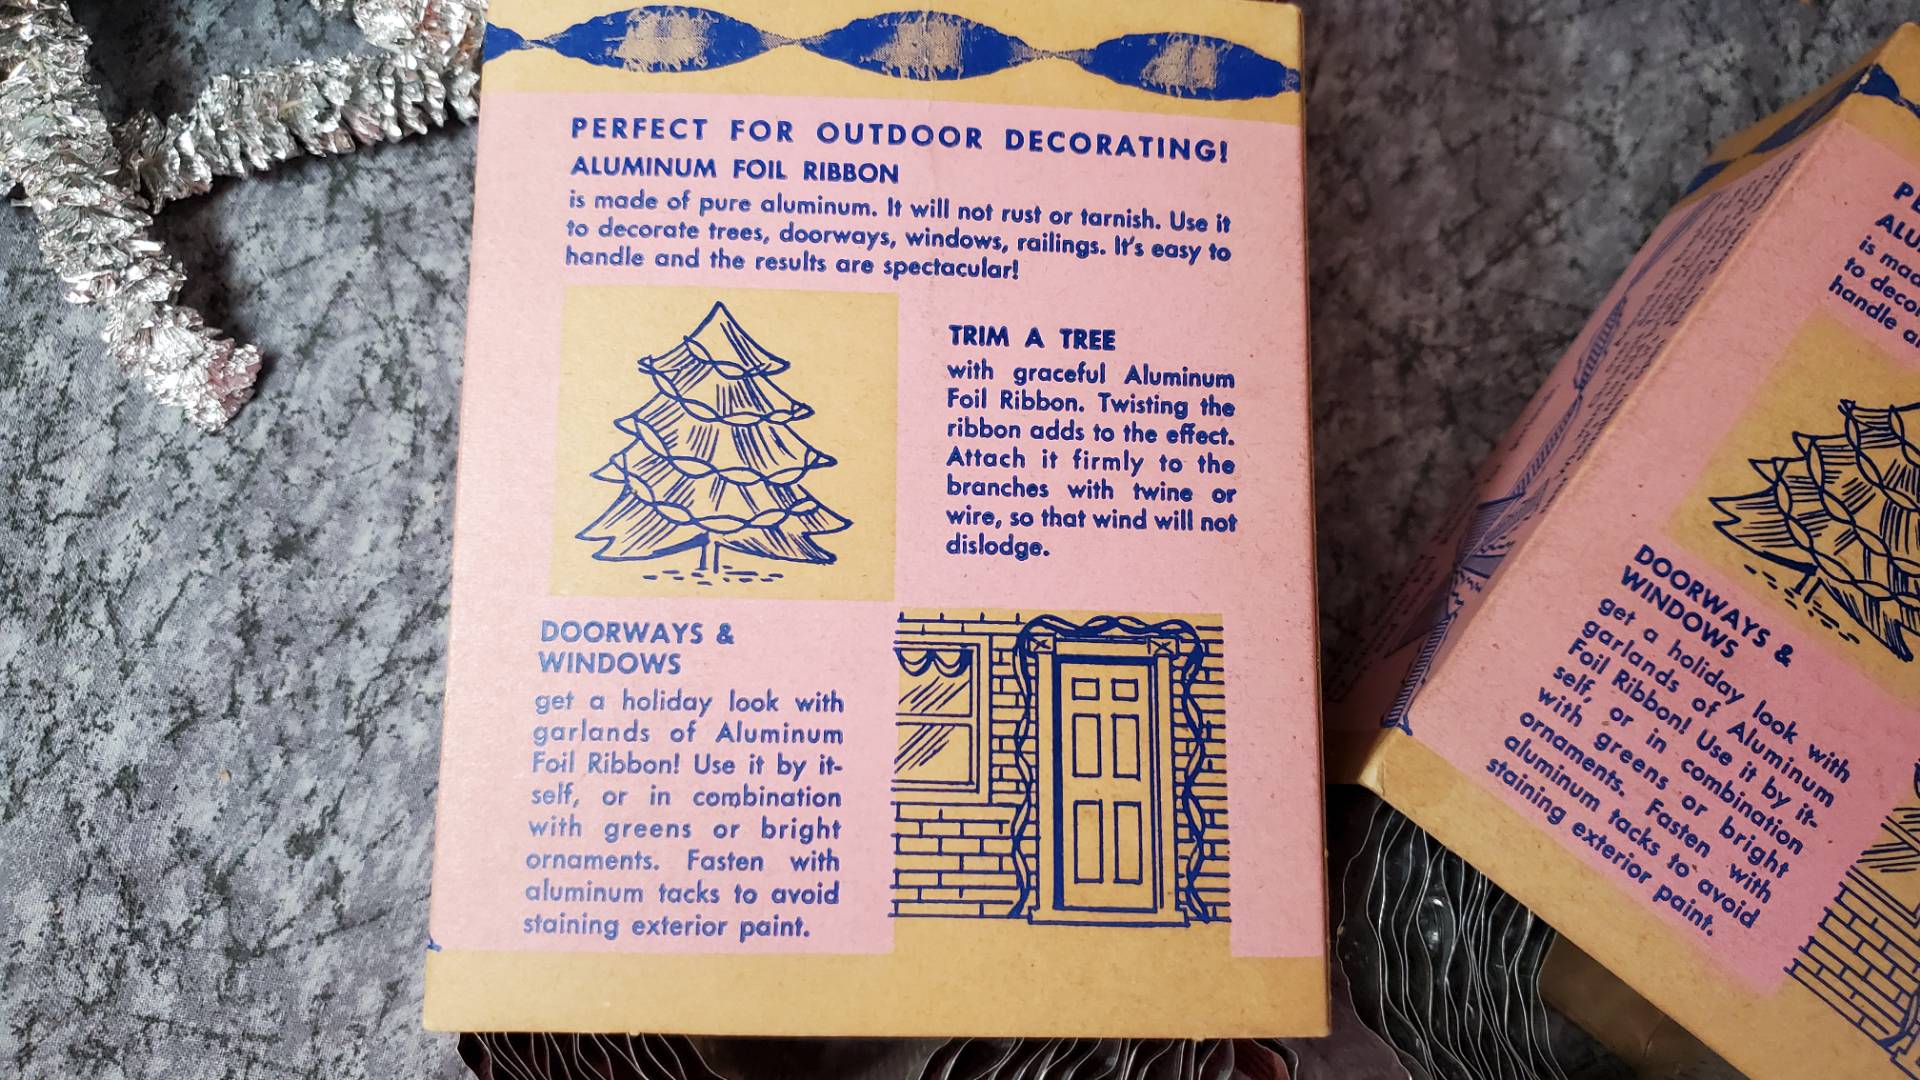 PERFECT FOR OUTDOOR DECORATING!
ALUMINUM FOIL RIBBON
is made of pure aluminum. It will not rust or tarnish. Use it
to decorate trees, doorways, windows, railings. It's easy to
handle and the results are spectacular!
TRIM A TREE
with graceful Aluminum
Foil Ribbon. Twisting the
ribbon adds to the effect.
Attach it firmly to the
branches with twine or
wire, so that wind will not
dislodge.
DOORWAYS &
WINDOWS
get a holiday look with
garlands of Aluminum
Foil Ribbon! Use it by it-
self, or in combination
with greens or bright
ornaments. Fasten with
aluminum tacks to avoid
staining exterior paint.
is
to
handle
DOORWAYS &
WINDOWS
get a holiday look with
garlands of Aluminum
Foil Ribbon! Use it by it-
self, or in combination
with greens or bright
ornaments. Fasten with
aluminum tacks to avoid
staining exterior paint.